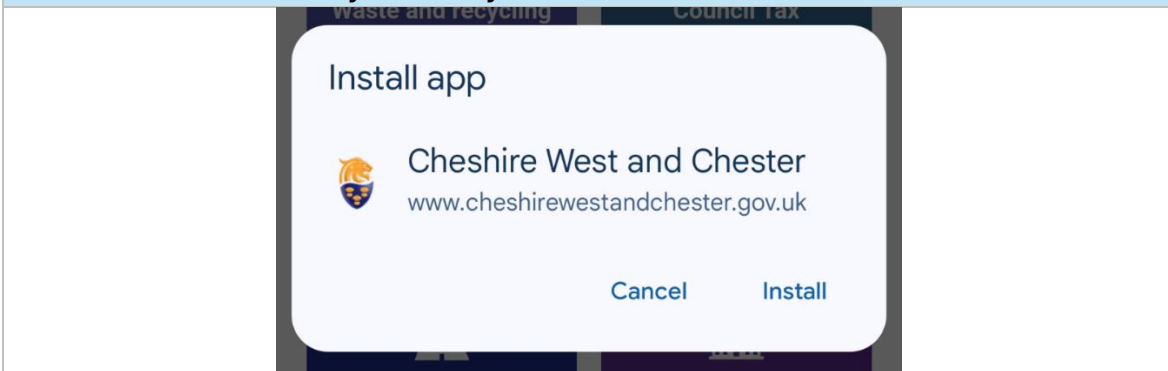 Waste and recycling
Council Tax
Install app
Cheshire West and Chester
www.cheshirewestandchester.gov.uk
Cancel
Install